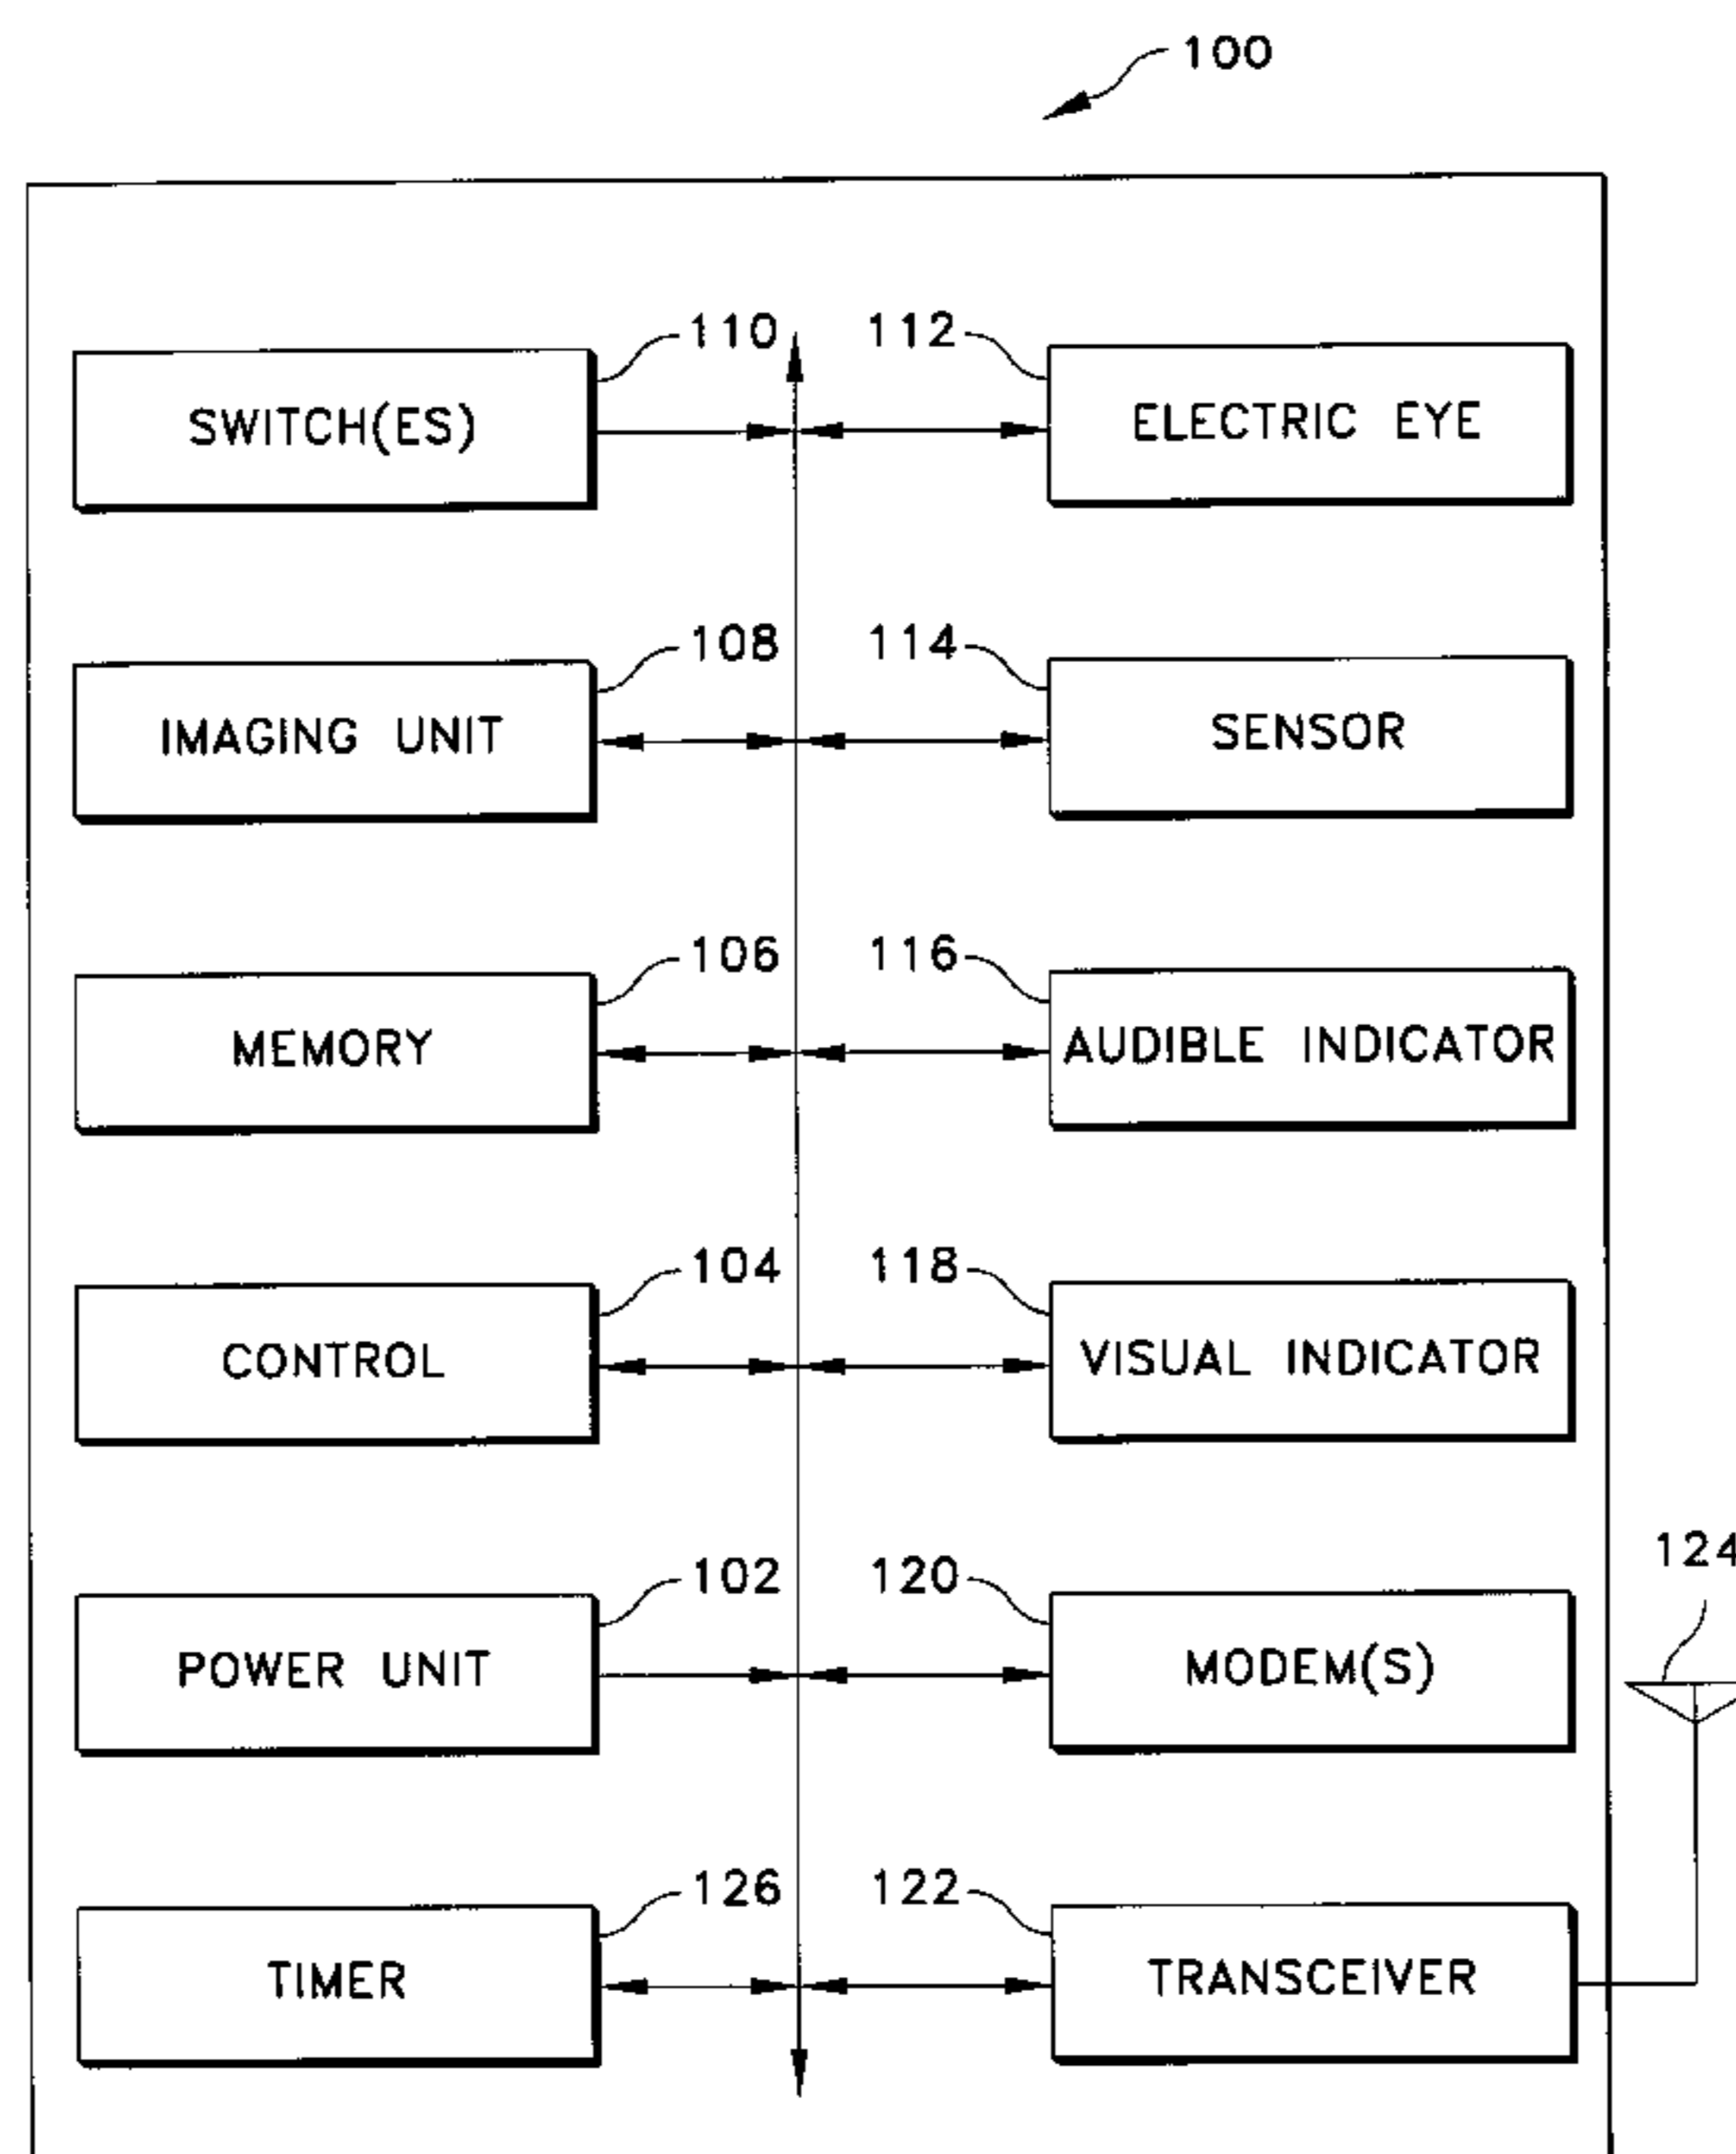 100
110 112
SWITCH(ES) ELECTRIC EYE
108 114
IMAGING UNIT SENSOR
106 116
MEMORY AUDIBLE INDICATOR
104 118
CONTROL VISUAL INDICATOR
124
102 120
POWER UNIT MODEM(S)
126 122
TIMER TRANSCEIVER